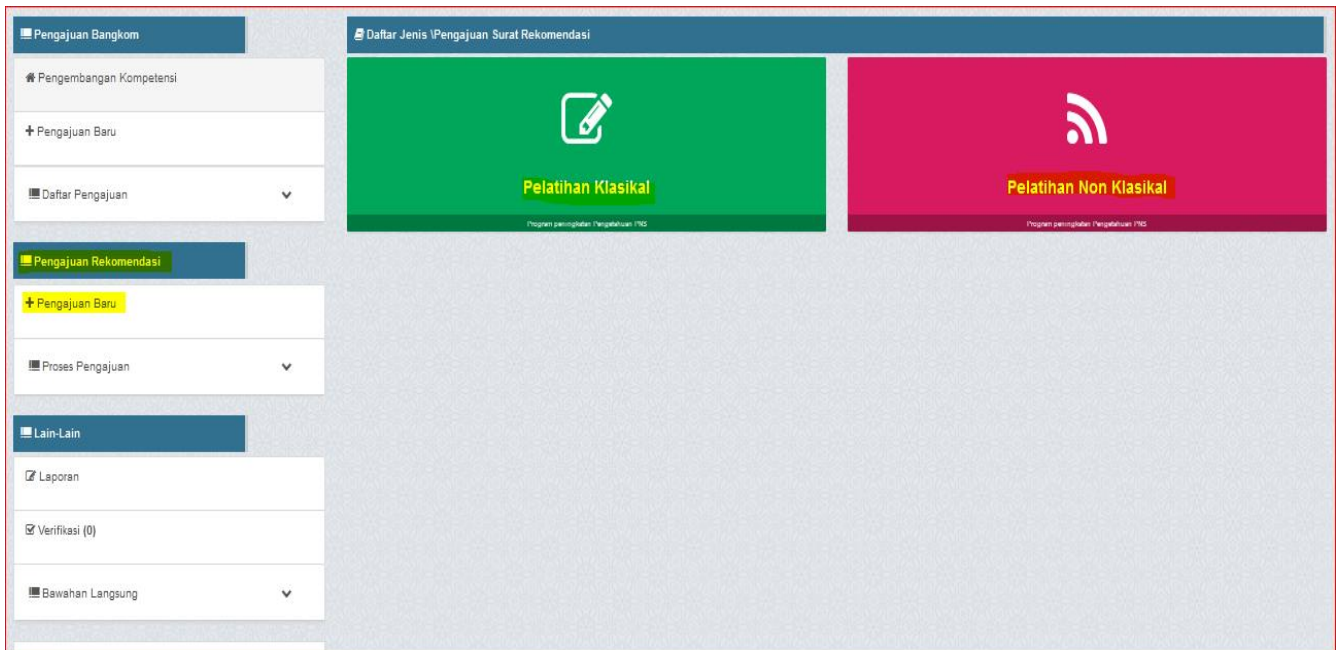 Pengajuan Bangkom
Pengembangan Kompetensi
+ Pengajuan Baru
Daftar Pengajuan
Pengajuan Rekomendasi
+ Pengajuan Baru
Proses Pengajuan
Lain-Lain
Laporan
Verifikasi (0)
Bawahan Langsung
Daftar Jenis \Pengajuan Surat Rekomendasi
Pelatihan Klasikal
Program peningkatan Pengetahuan PNS
Pelatihan Non Klasikal
Program peningkatan Pengetahuan PNS